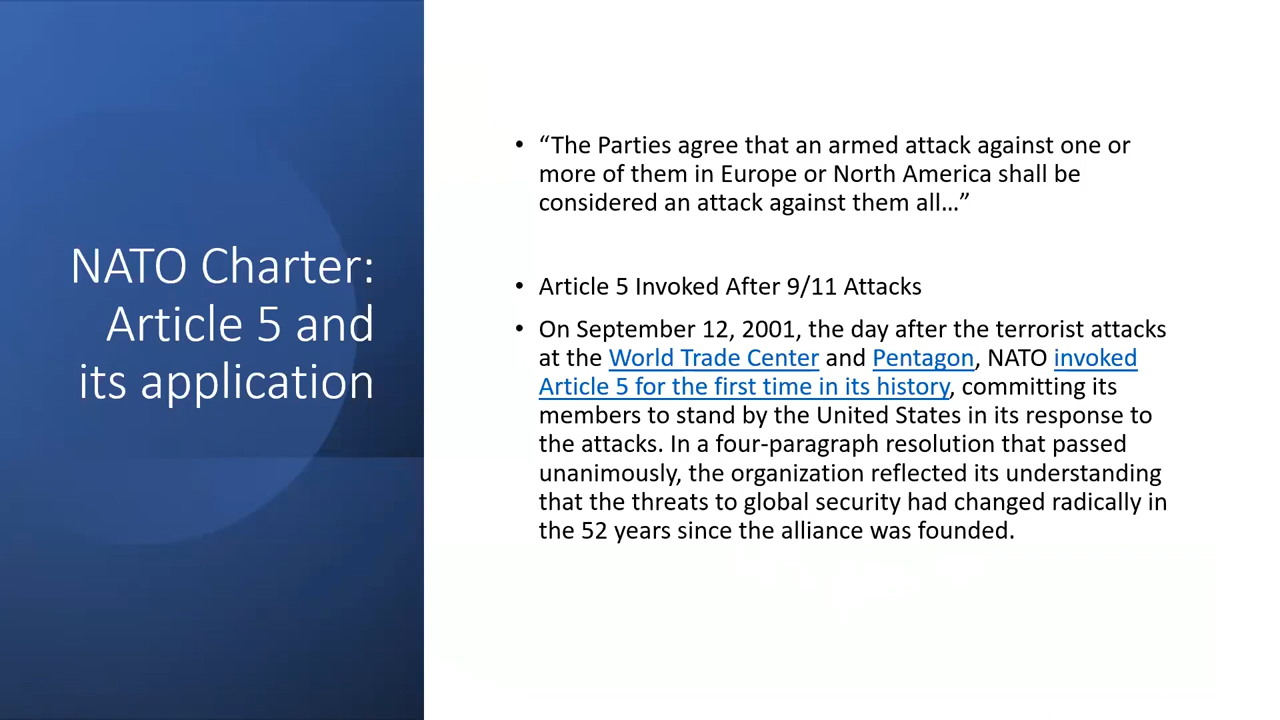 NATO Charter:
Article 5 and
its application
• “The Parties agree that an armed attack against one or
more of them in Europe or North America shall be
considered an attack against them all…”
• Article 5 Invoked After 9/11 Attacks
• On September 12, 2001, the day after the terrorist attacks
at the World Trade Center and Pentagon, NATO invoked
Article 5 for the first time in its history, committing its
members to stand by the United States in its response to
the attacks. In a four-paragraph resolution that passed
unanimously, the organization reflected its understanding
that the threats to global security had changed radically in
the 52 years since the alliance was founded.